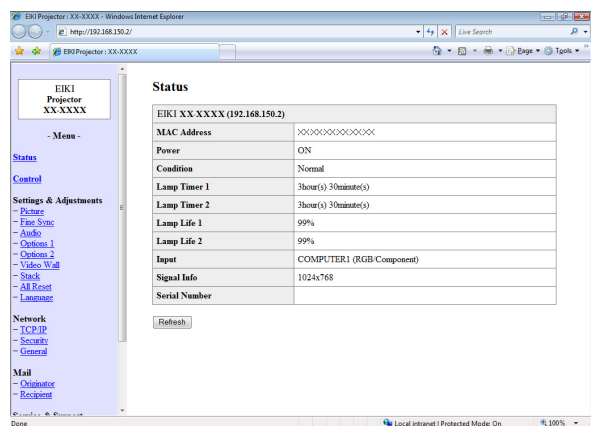 EIKI Projector : XX-XXXX - Windows Internet Explorer
http://192.168.150.2/
Live Search
EIKI Projector : XX-XXXX
Page
Tools
EIKI
Projector
XX-XXXX
- Menu -
Status
Control
Settings & Adjustments
- Picture
- Fine Sync
- Audio
- Options 1
- Options 2
- Video Wall
- Stack
- All Reset
- Language
Network
- TCP/IP
- Security
- General
Mail
- Originator
- Recipient
Service & Support
Status
EIKI XX-XXXX (192.168.150.2)
MAC Address XXXXXXXXXXXX
Power ON
Condition Normal
Lamp Timer 1 3hour(s) 30minute(s)
Lamp Timer 2 3hour(s) 30minute(s)
Lamp Life 1 99%
Lamp Life 2 99%
Input COMPUTER1 (RGB/Component)
Signal Info 1024x768
Serial Number
Refresh
Done
Local intranet | Protected Mode: On
100%